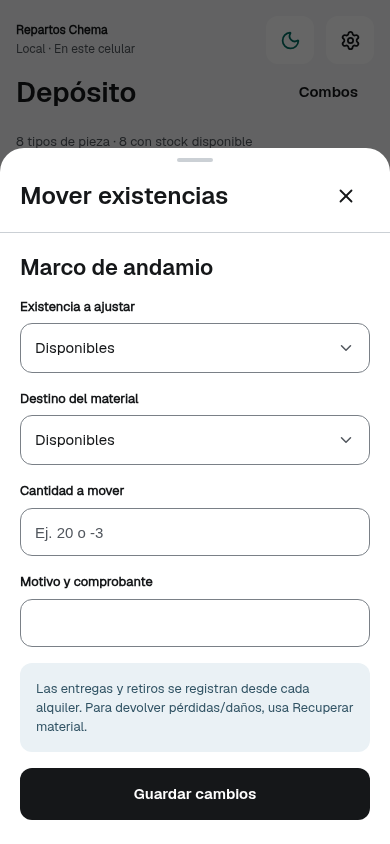 Repartos Chema
Local · En este celular
Depósito
Combos
8 tipos de pieza · 8 con stock disponible
Mover existencias
Marco de andamio
Existencia a ajustar
Disponibles
Destino del material
Disponibles
Cantidad a mover
Ej. 20 o -3
Motivo y comprobante
Las entregas y retiros se registran desde cada
alquiler. Para devolver pérdidas/daños, usa Recuperar
material.
Guardar cambios